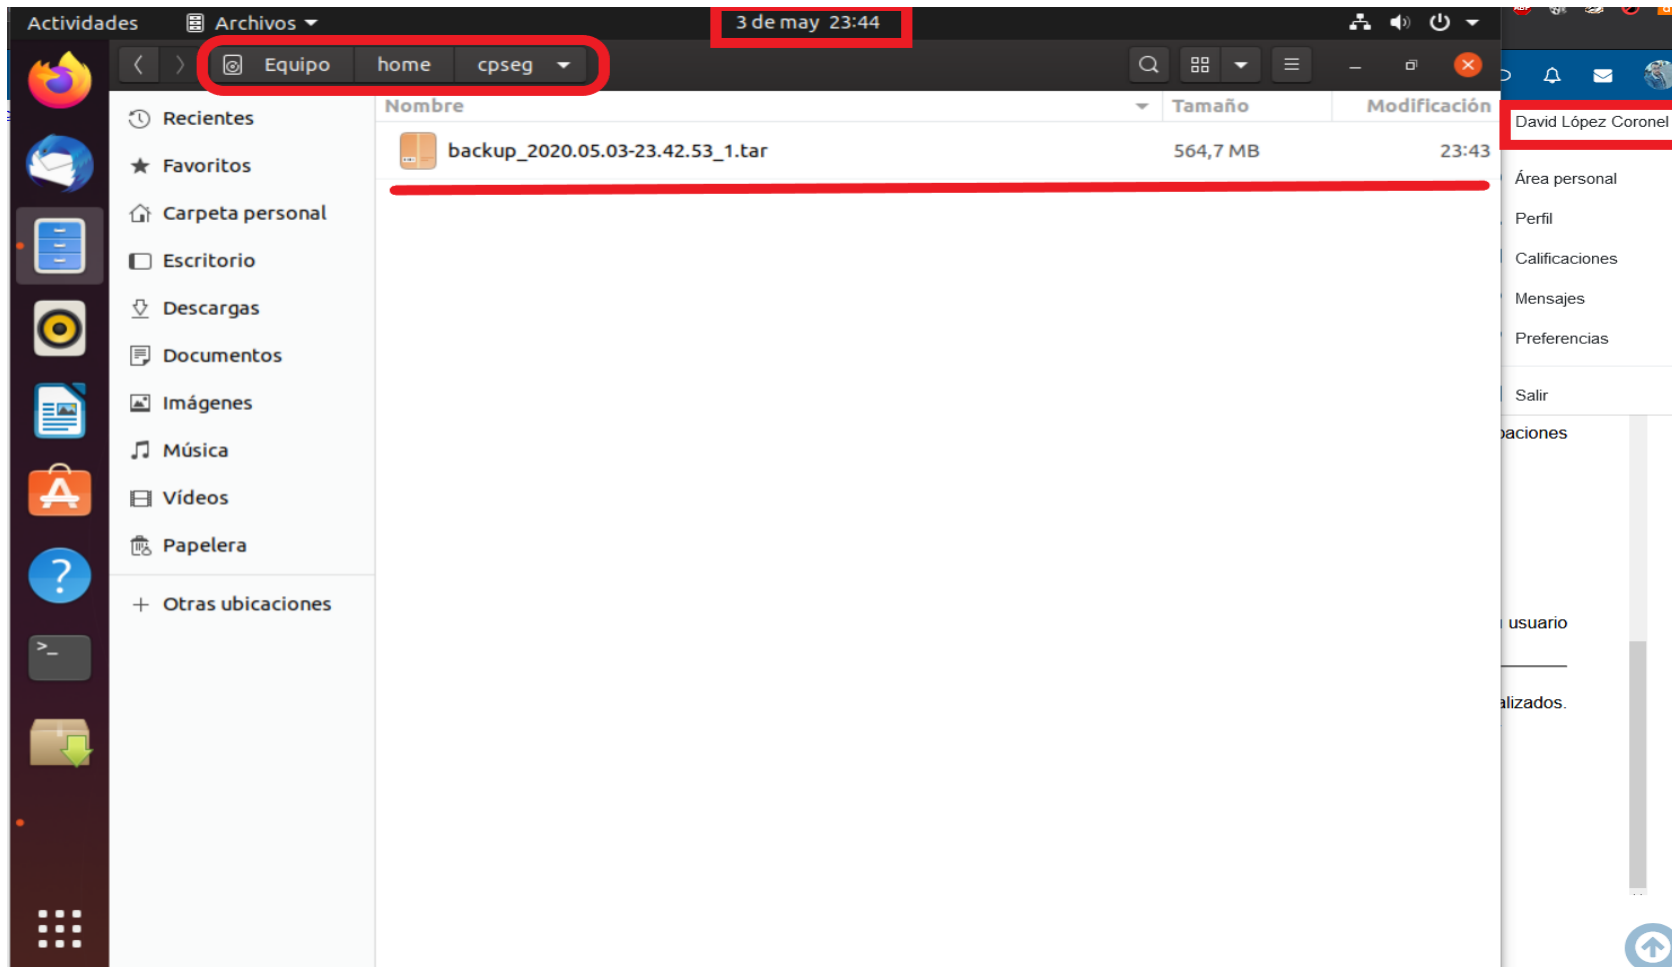 Actividades Archivos 3 de may 23:44
Equipo home cpseg
Nombre Tamaño Modificación
backup_2020.05.03-23.42.53_1.tar 564,7 MB 23:43
Recientes
Favoritos
Carpeta personal
Escritorio
Descargas
Documentos
Imágenes
Música
Vídeos
Papelera
+ Otras ubicaciones
David López Coronel
Área personal
Perfil
Calificaciones
Mensajes
Preferencias
Salir
paciones
usuario
alizados.